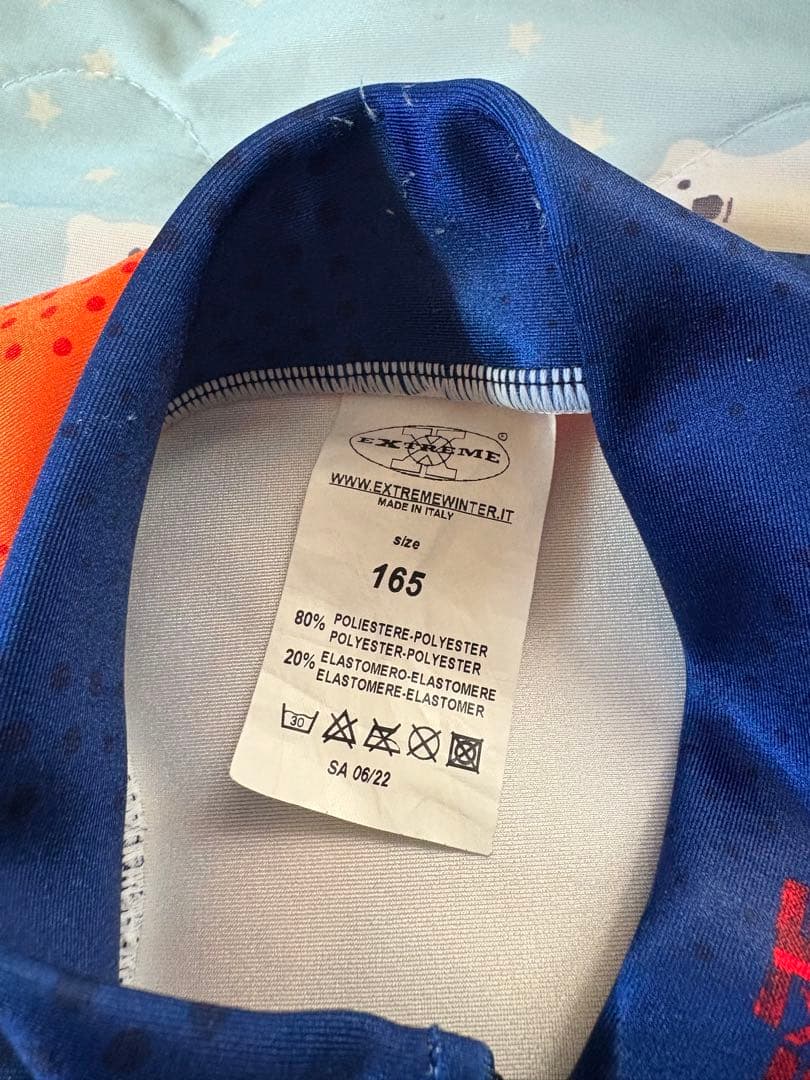 EXTREME
©
WWW.EXTREMEWINTER.IT
MADE IN ITALY
size
165
80% POLIESTERE-POLYESTER
POLYESTER-POLYESTER
20% ELASTOMERO-ELASTOMERE
ELASTOMERE-ELASTOMER
30
SA 06/22